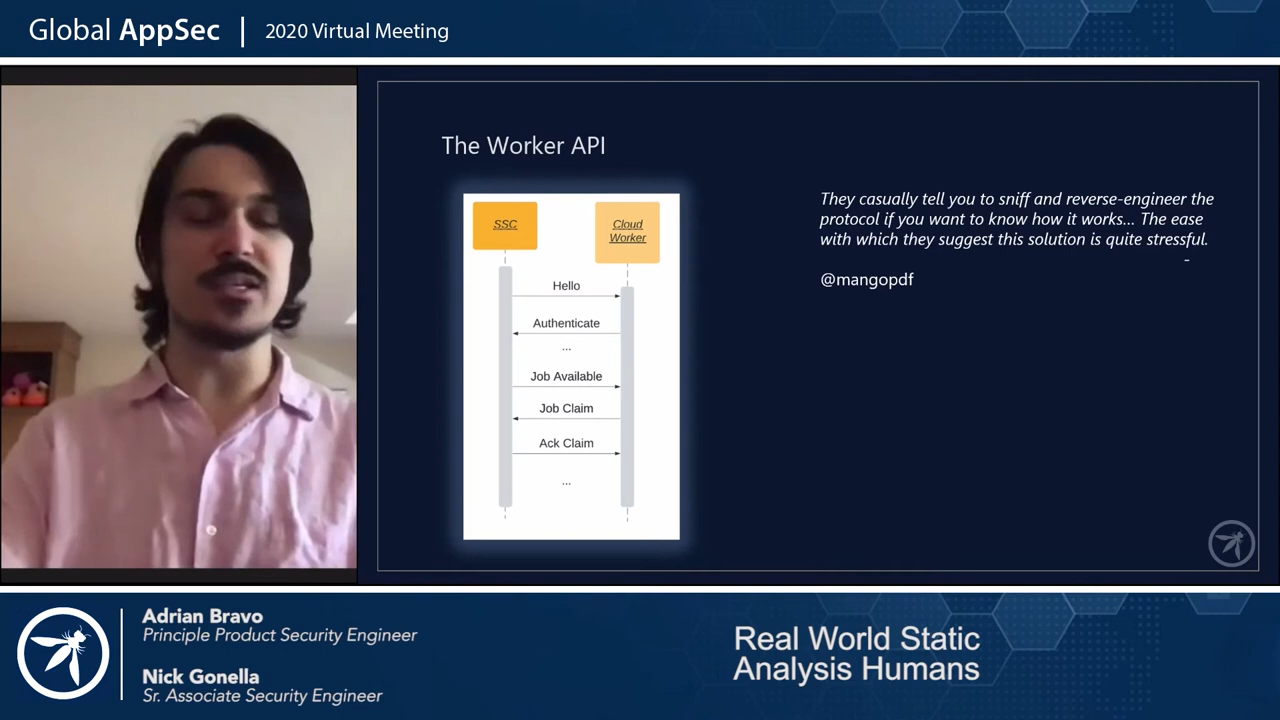 Global AppSec | 2020 Virtual Meeting
The Worker API
SSC
Cloud
Worker
Hello
Authenticate
...
Job Available
Job Claim
Ack Claim
...
They casually tell you to sniff and reverse-engineer the
protocol if you want to know how it works... The ease
with which they suggest this solution is quite stressful.
-
@mangopdf
Adrian Bravo
Principle Product Security Engineer
Nick Gonella
Sr. Associate Security Engineer
Real World Static
Analysis Humans